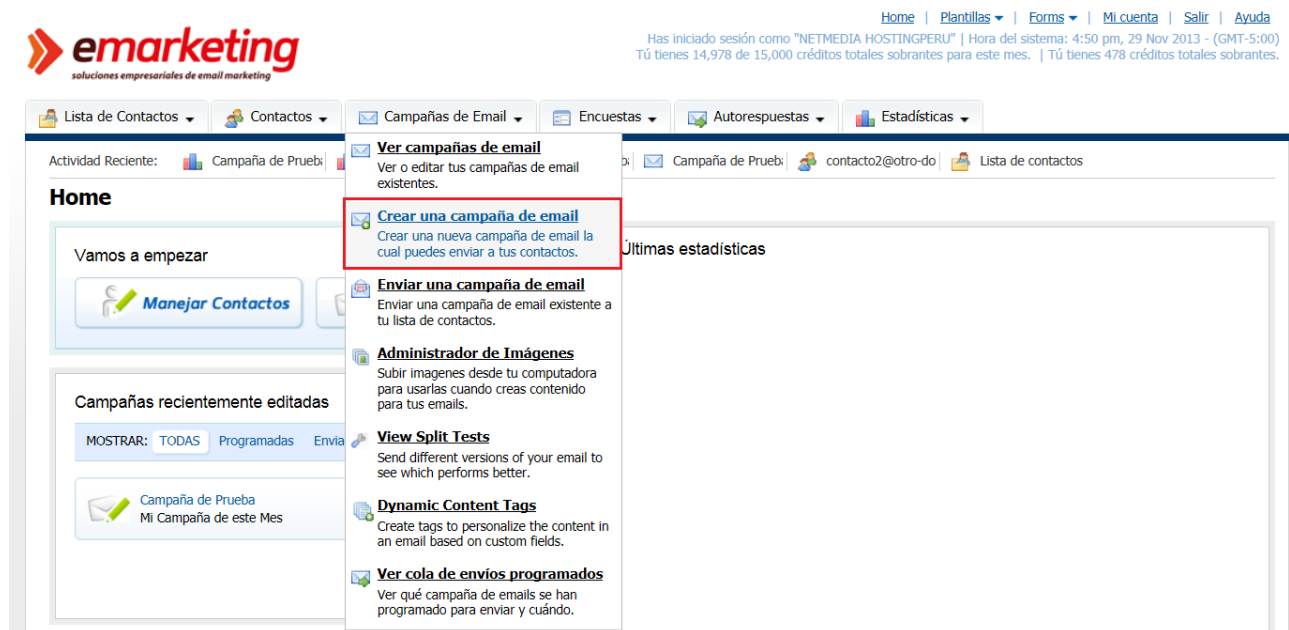 Home | Plantillas | Forms | Mi cuenta | Salir | Ayuda
emarketing
soluciones empresariales de email marketing
Has iniciado sesión como "NETMEDIA HOSTINGPERU" | Hora del sistema: 4:50 pm, 29 Nov 2013 - (GMT-5:00)
Tú tienes 14,978 de 15,000 créditos totales sobrantes para este mes. | Tú tienes 478 créditos totales sobrantes.
Lista de Contactos Contactos Campañas de Email Encuestas Autorespuestas Estadísticas
Actividad Reciente: Campaña de Prueb Campaña de Prueb contacto2@otro-do Lista de contactos
Home
Vamos a empezar
Manejar Contactos
Campañas recientemente editadas
MOSTRAR: TODAS Programadas Envia
Campaña de Prueba
Mi Campaña de este Mes
Ver campañas de email
Ver o editar tus campañas de email
existentes.
Crear una campaña de email
Crear una nueva campaña de email la
cual puedes enviar a tus contactos.
Enviar una campaña de email
Enviar una campaña de email existente a
tu lista de contactos.
Administrador de Imágenes
Subir imagenes desde tu computadora
para usarlas cuando creas contenido
para tus emails.
View Split Tests
Send different versions of your email to
see which performs better.
Dynamic Content Tags
Create tags to personalize the content in
an email based on custom fields.
Ver cola de envíos programados
Ver qué campaña de emails se han
programado para enviar y cuándo.
Últimas estadísticas